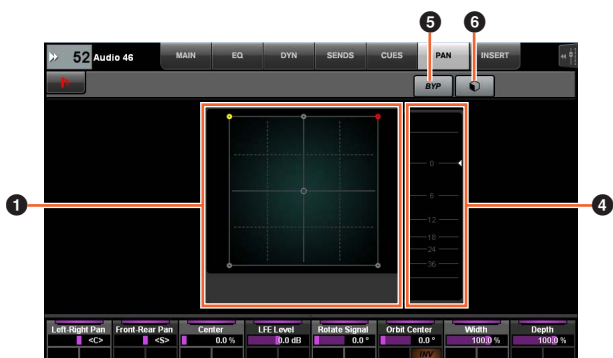 5 6
52 Audio 46 MAIN EQ DYN SENDS CUES PAN INSERT
BYP
1 4
0
6
12
18
24
36
Left-Right Pan Front-Rear Pan Center LFE Level Rotate Signal Orbit Center Width Depth
<C> <S> 0.0 % 0.0 dB 0.0 ° 0.0 ° 100.0 % 100.0 %
INV